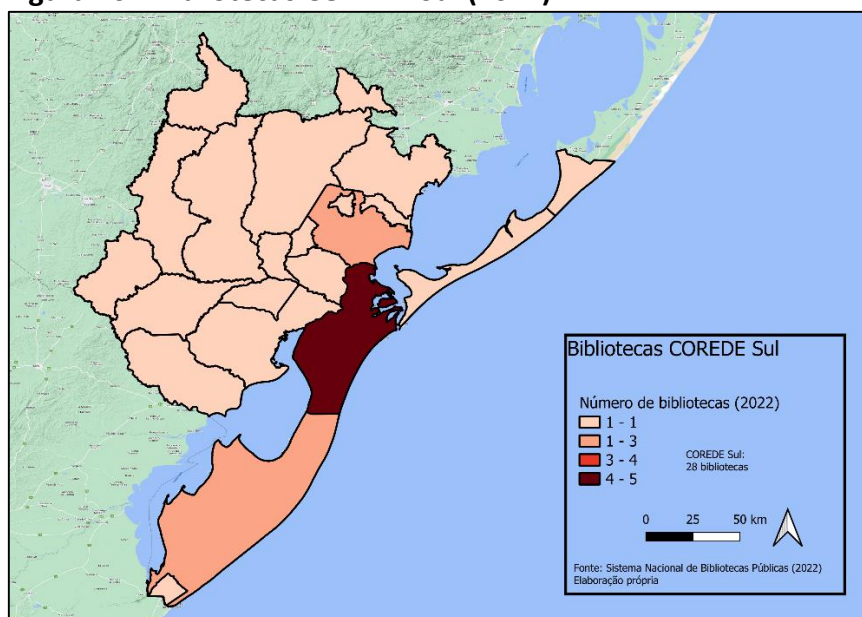 Bibliotecas COREDE Sul
Número de bibliotecas (2022)
1 - 1
1 - 3
3 - 4
4 - 5
COREDE Sul:
28 bibliotecas
0 25 50 km
Fonte: Sistema Nacional de Bibliotecas Públicas (2022)
Elaboração própria